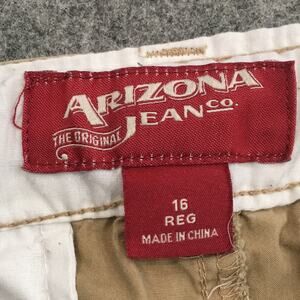 ARIZONA
THE ORIGINAL JEAN CO.
16
REG
MADE IN CHINA